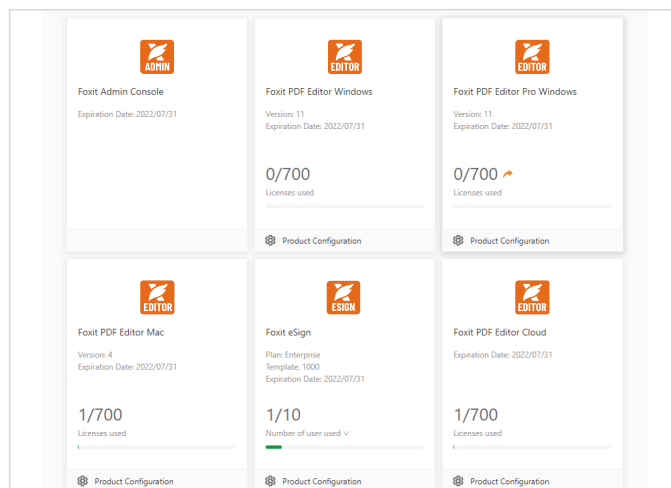 ADMIN
Foxit Admin Console
Expiration Date: 2022/07/31
EDITOR
Foxit PDF Editor Windows
Version: 11
Expiration Date: 2022/07/31
0/700
Licenses used
Product Configuration
EDITOR
Foxit PDF Editor Pro Windows
Version: 11
Expiration Date: 2022/07/31
0/700
Licenses used
Product Configuration
EDITOR
Foxit PDF Editor Mac
Version: 4
Expiration Date: 2022/07/31
1/700
Licenses used
Product Configuration
ESIGN
Foxit eSign
Plan: Enterprise
Template: 1000
Expiration Date: 2022/07/31
1/10
Number of user used
Product Configuration
EDITOR
Foxit PDF Editor Cloud
Expiration Date: 2022/07/31
1/700
Licenses used
Product Configuration